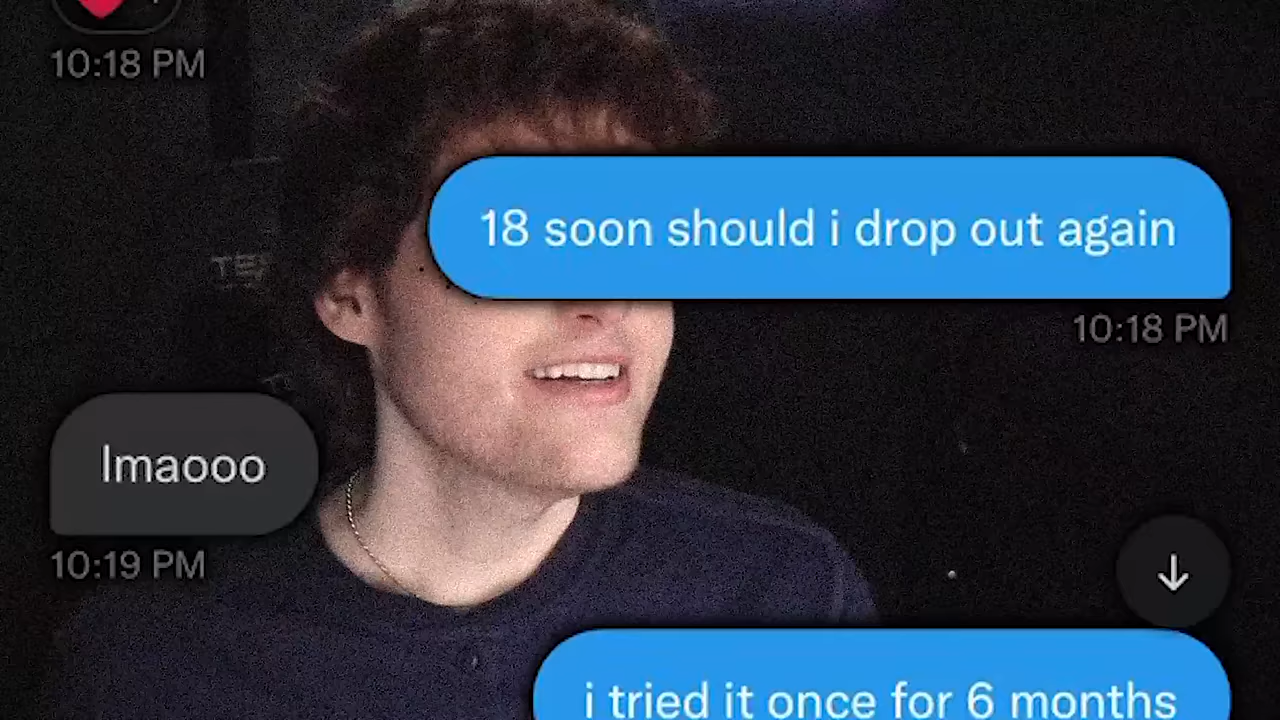 10:18 PM
18 soon should i drop out again
10:18 PM
lmaooo
10:19 PM
i tried it once for 6 months